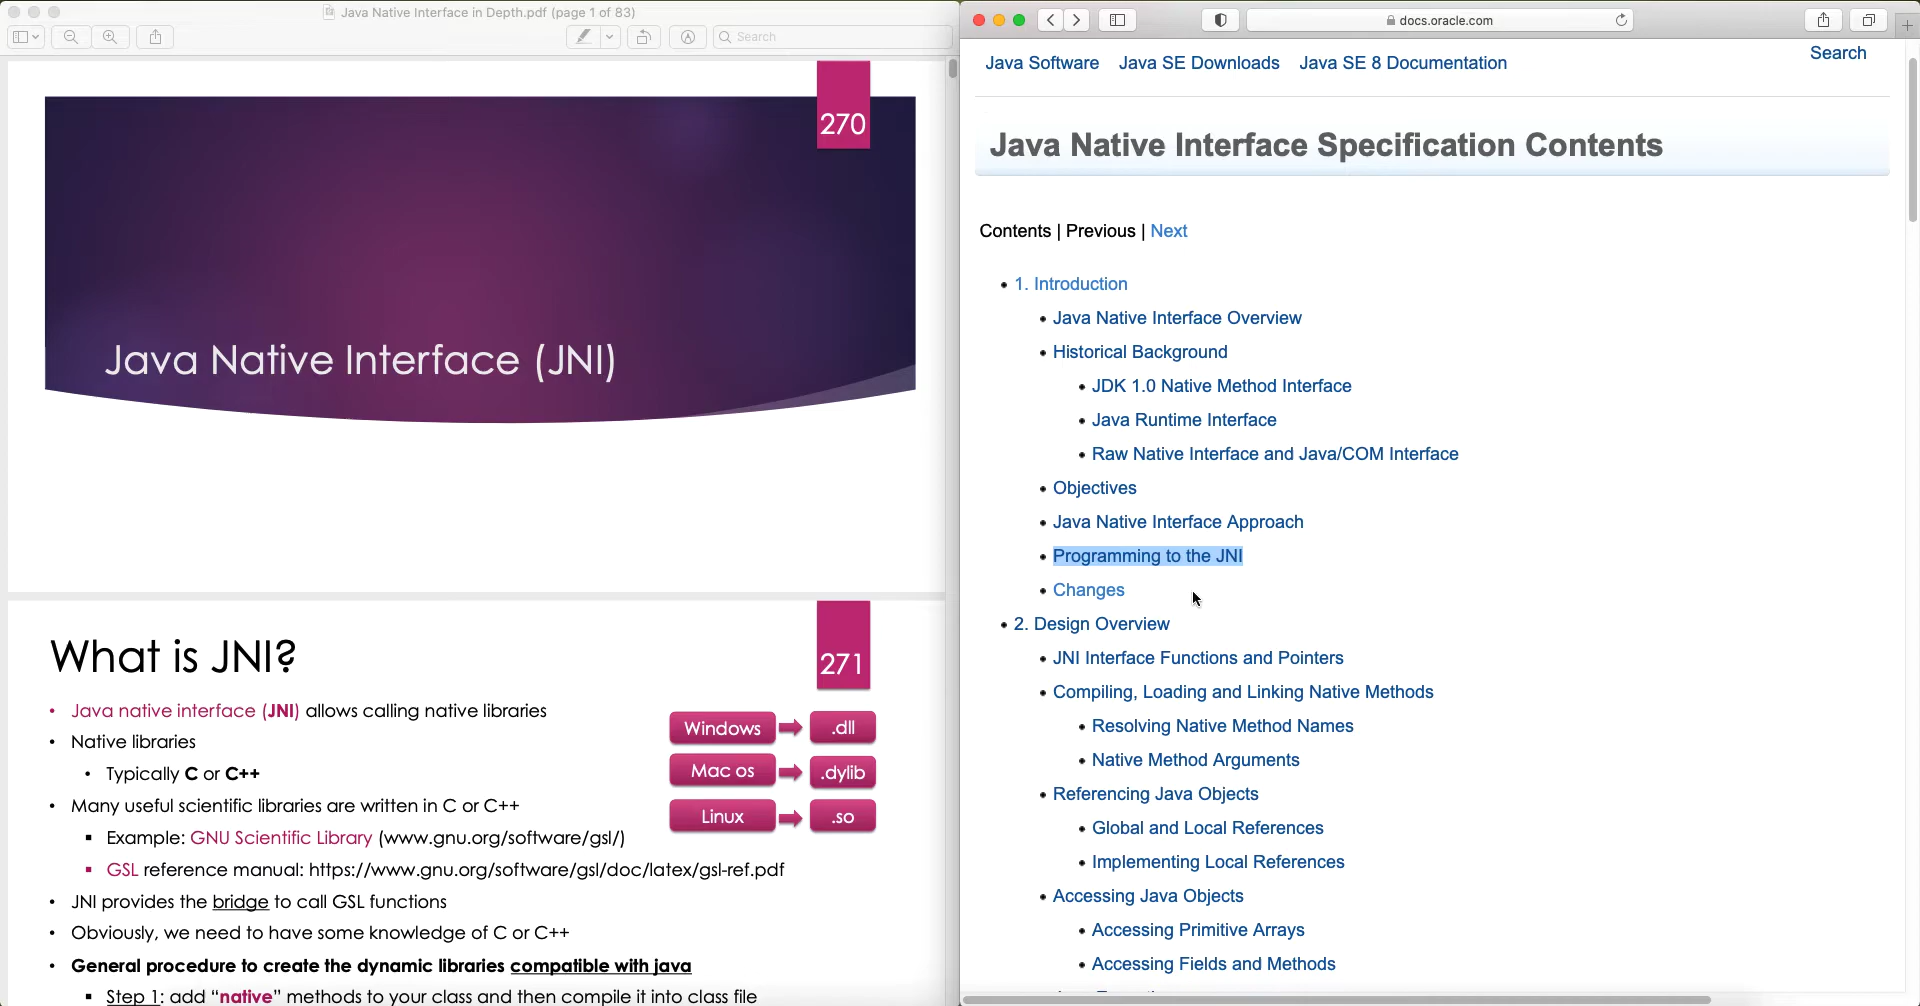 Java Native Interface in Depth.pdf (page 1 of 83)
Search
270
Java Native Interface (JNI)
271
What is JNI?
• Java native interface (JNI) allows calling native libraries
• Native libraries
• Typically C or C++
• Many useful scientific libraries are written in C or C++
▪ Example: GNU Scientific Library (www.gnu.org/software/gsl/)
▪ GSL reference manual: https://www.gnu.org/software/gsl/doc/latex/gsl-ref.pdf
• JNI provides the bridge to call GSL functions
• Obviously, we need to have some knowledge of C or C++
• General procedure to create the dynamic libraries compatible with java
▪ Step 1: add “native” methods to your class and then compile it into class file
Windows .dll
Mac os .dylib
Linux .so
docs.oracle.com
Java Software Java SE Downloads Java SE 8 Documentation
Search
Java Native Interface Specification Contents
Contents | Previous | Next
• 1. Introduction
• Java Native Interface Overview
• Historical Background
• JDK 1.0 Native Method Interface
• Java Runtime Interface
• Raw Native Interface and Java/COM Interface
• Objectives
• Java Native Interface Approach
• Programming to the JNI
• Changes
• 2. Design Overview
• JNI Interface Functions and Pointers
• Compiling, Loading and Linking Native Methods
• Resolving Native Method Names
• Native Method Arguments
• Referencing Java Objects
• Global and Local References
• Implementing Local References
• Accessing Java Objects
• Accessing Primitive Arrays
• Accessing Fields and Methods